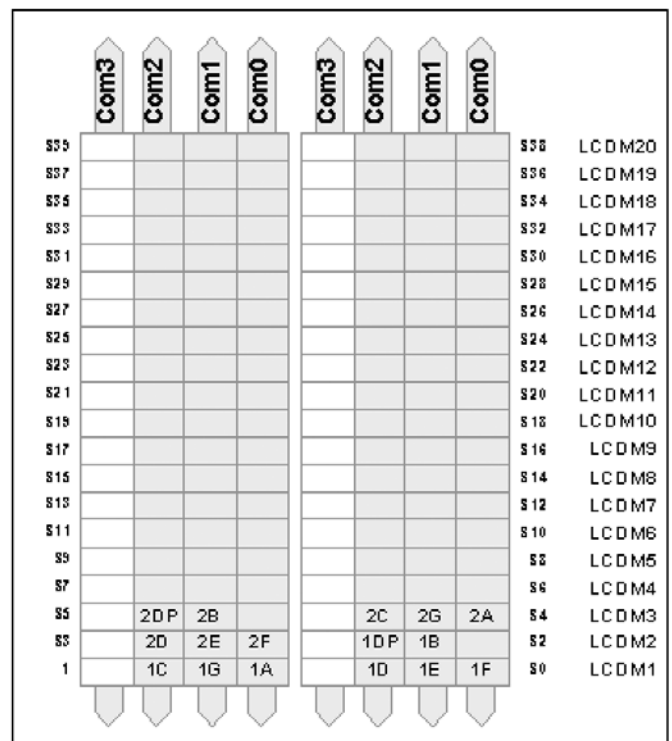 Com3 Com2 Com1 Com0 Com3 Com2 Com1 Com0
S39 S38 LCDM20
S37 S36 LCDM19
S35 S34 LCDM18
S33 S32 LCDM17
S31 S30 LCDM16
S29 S28 LCDM15
S27 S26 LCDM14
S25 S24 LCDM13
S23 S22 LCDM12
S21 S20 LCDM11
S19 S18 LCDM10
S17 S16 LCDM9
S15 S14 LCDM8
S13 S12 LCDM7
S11 S10 LCDM6
S9 S8 LCDM5
S7 S6 LCDM4
S5 2DP 2B 2C 2G 2A S4 LCDM3
S3 2D 2E 2F 1DP 1B S2 LCDM2
1 1C 1G 1A 1D 1E 1F S0 LCDM1